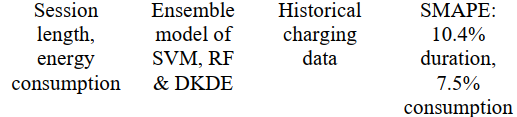 Session
length,
energy
consumption
Ensemble
model of
SVM, RF
& DKDE
Historical
charging
data
SMAPE:
10.4%
duration,
7.5%
consumption